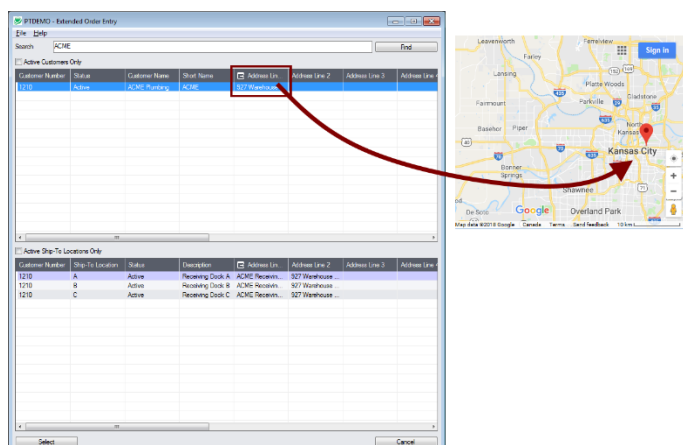 IPTDEMO - Extended Order Entry
File Help
Search ACME Find
Active Customers Only
Customer Number Status Customer Name Short Name Address Lin... Address Line 2 Address Line 3 Address Line
1210 Active ACME Plumbing ACME 927 Warehouse
Active Ship-To Locations Only
Customer Number Ship-To Location Status Description Address Lin... Address Line 2 Address Line 3 Address Line
1210 A Active Receiving Dock A ACME Receivin... 927 Warehouse ...
1210 B Active Receiving Dock B ACME Receivin... 927 Warehouse ...
1210 C Active Receiving Dock C ACME Receivin... 927 Warehouse ...
Select Cancel
Leavenworth Ferrelview Sign in
Farley
Lansing
Platte Woods
Fairmount Parkville Gladstone
Basehor Piper North Kansas
Kansas City
Bonner Springs
Shawnee
De Soto Google Overland Park
Map data ©2018 Google Canada Terms Send feedback 10 km